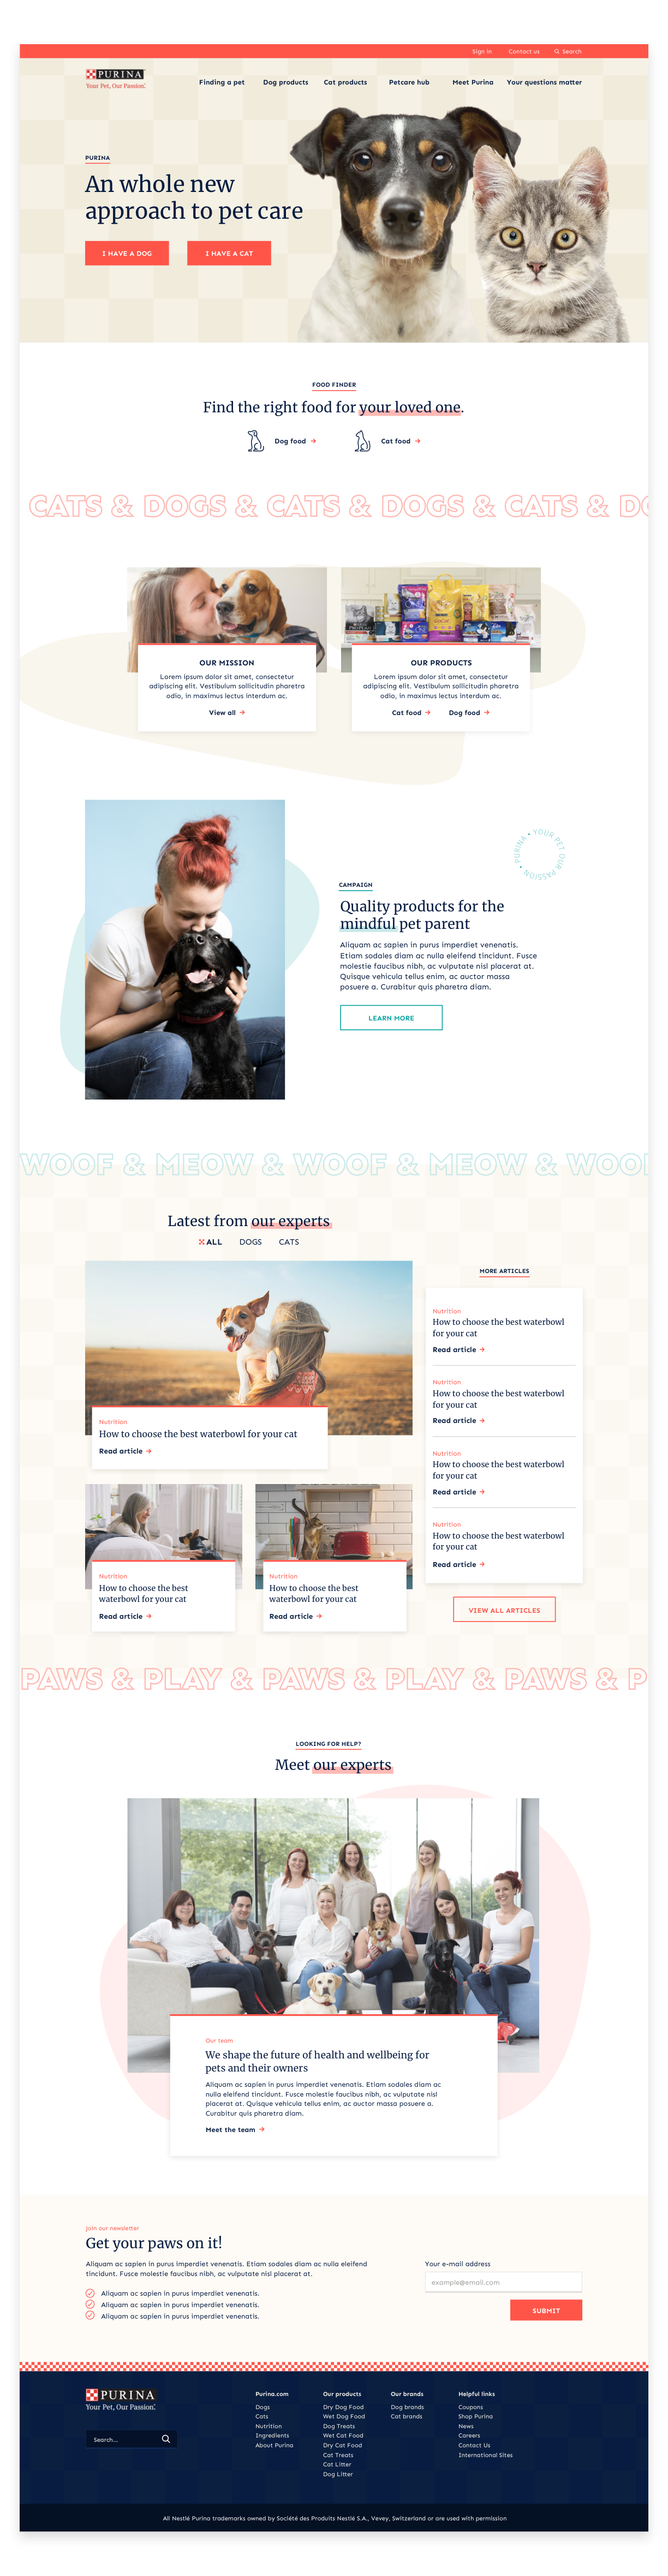 Sign in Contact us Search
PURINA
Your Pet, Our Passion.
Finding a pet Dog products Cat products Petcare hub Meet Purina Your questions matter
PURINA
An whole new
approach to pet care
I HAVE A DOG I HAVE A CAT
FOOD FINDER
Find the right food for your loved one.
Dog food Cat food
CATS & DOGS & CATS & DOGS & CATS & DO
OUR MISSION
Lorem ipsum dolor sit amet, consectetur
adipiscing elit. Vestibulum sollicitudin pharetra
odio, in maximus lectus interdum ac.
View all
OUR PRODUCTS
Lorem ipsum dolor sit amet, consectetur
adipiscing elit. Vestibulum sollicitudin pharetra
odio, in maximus lectus interdum ac.
Cat food Dog food
PURINA • YOUR PET OUR PASSION •
CAMPAIGN
Quality products for the
mindful pet parent
Aliquam ac sapien in purus imperdiet venenatis.
Etiam sodales diam ac nulla eleifend tincidunt. Fusce
molestie faucibus nibh, ac vulputate nisl placerat at.
Quisque vehicula tellus enim, ac auctor massa
posuere a. Curabitur quis pharetra diam.
LEARN MORE
WOOF & MEOW & WOOF & MEOW & WOOF
Latest from our experts
ALL DOGS CATS
Nutrition
How to choose the best waterbowl for your cat
Read article
Nutrition
How to choose the best
waterbowl for your cat
Read article
Nutrition
How to choose the best
waterbowl for your cat
Read article
MORE ARTICLES
Nutrition
How to choose the best waterbowl
for your cat
Read article
Nutrition
How to choose the best waterbowl
for your cat
Read article
Nutrition
How to choose the best waterbowl
for your cat
Read article
Nutrition
How to choose the best waterbowl
for your cat
Read article
VIEW ALL ARTICLES
PAWS & PLAY & PAWS & PLAY & PAWS & P
LOOKING FOR HELP?
Meet our experts
Our team
We shape the future of health and wellbeing for
pets and their owners
Aliquam ac sapien in purus imperdiet venenatis. Etiam sodales diam ac
nulla eleifend tincidunt. Fusce molestie faucibus nibh, ac vulputate nisl
placerat at. Quisque vehicula tellus enim, ac auctor massa posuere a.
Curabitur quis pharetra diam.
Meet the team
Join our newsletter
Get your paws on it!
Aliquam ac sapien in purus imperdiet venenatis. Etiam sodales diam ac nulla eleifend
tincidunt. Fusce molestie faucibus nibh, ac vulputate nisl placerat at.
Aliquam ac sapien in purus imperdiet venenatis.
Aliquam ac sapien in purus imperdiet venenatis.
Aliquam ac sapien in purus imperdiet venenatis.
Your e-mail address
example@email.com
SUBMIT
PURINA
Your Pet, Our Passion.
Search...
Purina.com
Dogs
Cats
Nutrition
Ingredients
About Purina
Our products
Dry Dog Food
Wet Dog Food
Dog Treats
Wet Cat Food
Dry Cat Food
Cat Treats
Cat Litter
Dog Litter
Our brands
Dog brands
Cat brands
Helpful links
Coupons
Shop Purina
News
Careers
Contact Us
International Sites
All Nestlé Purina trademarks owned by Société des Produits Nestlé S.A., Vevey, Switzerland or are used with permission